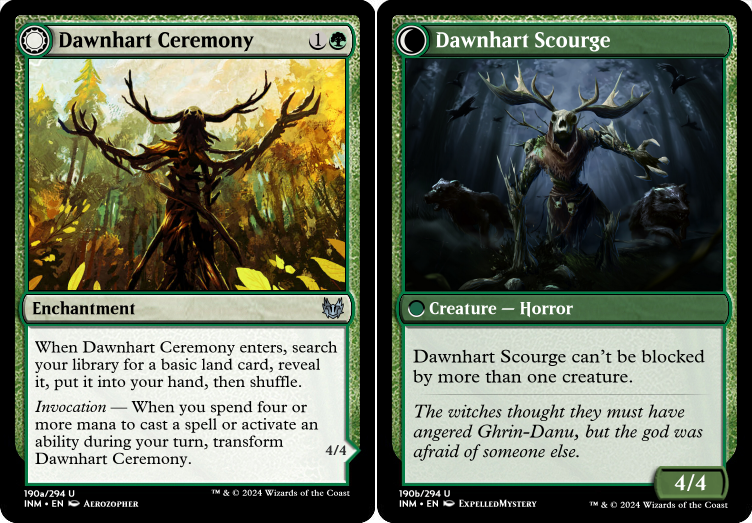 Dawnhart Ceremony 1
Enchantment
When Dawnhart Ceremony enters, search
your library for a basic land card, reveal
it, put it into your hand, then shuffle.
Invocation — When you spend four or
more mana to cast a spell or activate an
ability during your turn, transform
Dawnhart Ceremony.
4/4
190a/294 U
INM • EN Aerozopher
™ & © 2024 Wizards of the Coast
Dawnhart Scourge
Creature — Horror
Dawnhart Scourge can't be blocked
by more than one creature.
The witches thought they must have
angered Ghrin-Danu, but the god was
afraid of someone else.
4/4
190b/294 U
INM • EN ExpelledMystery
™ & © 2024 Wizards of the Coast